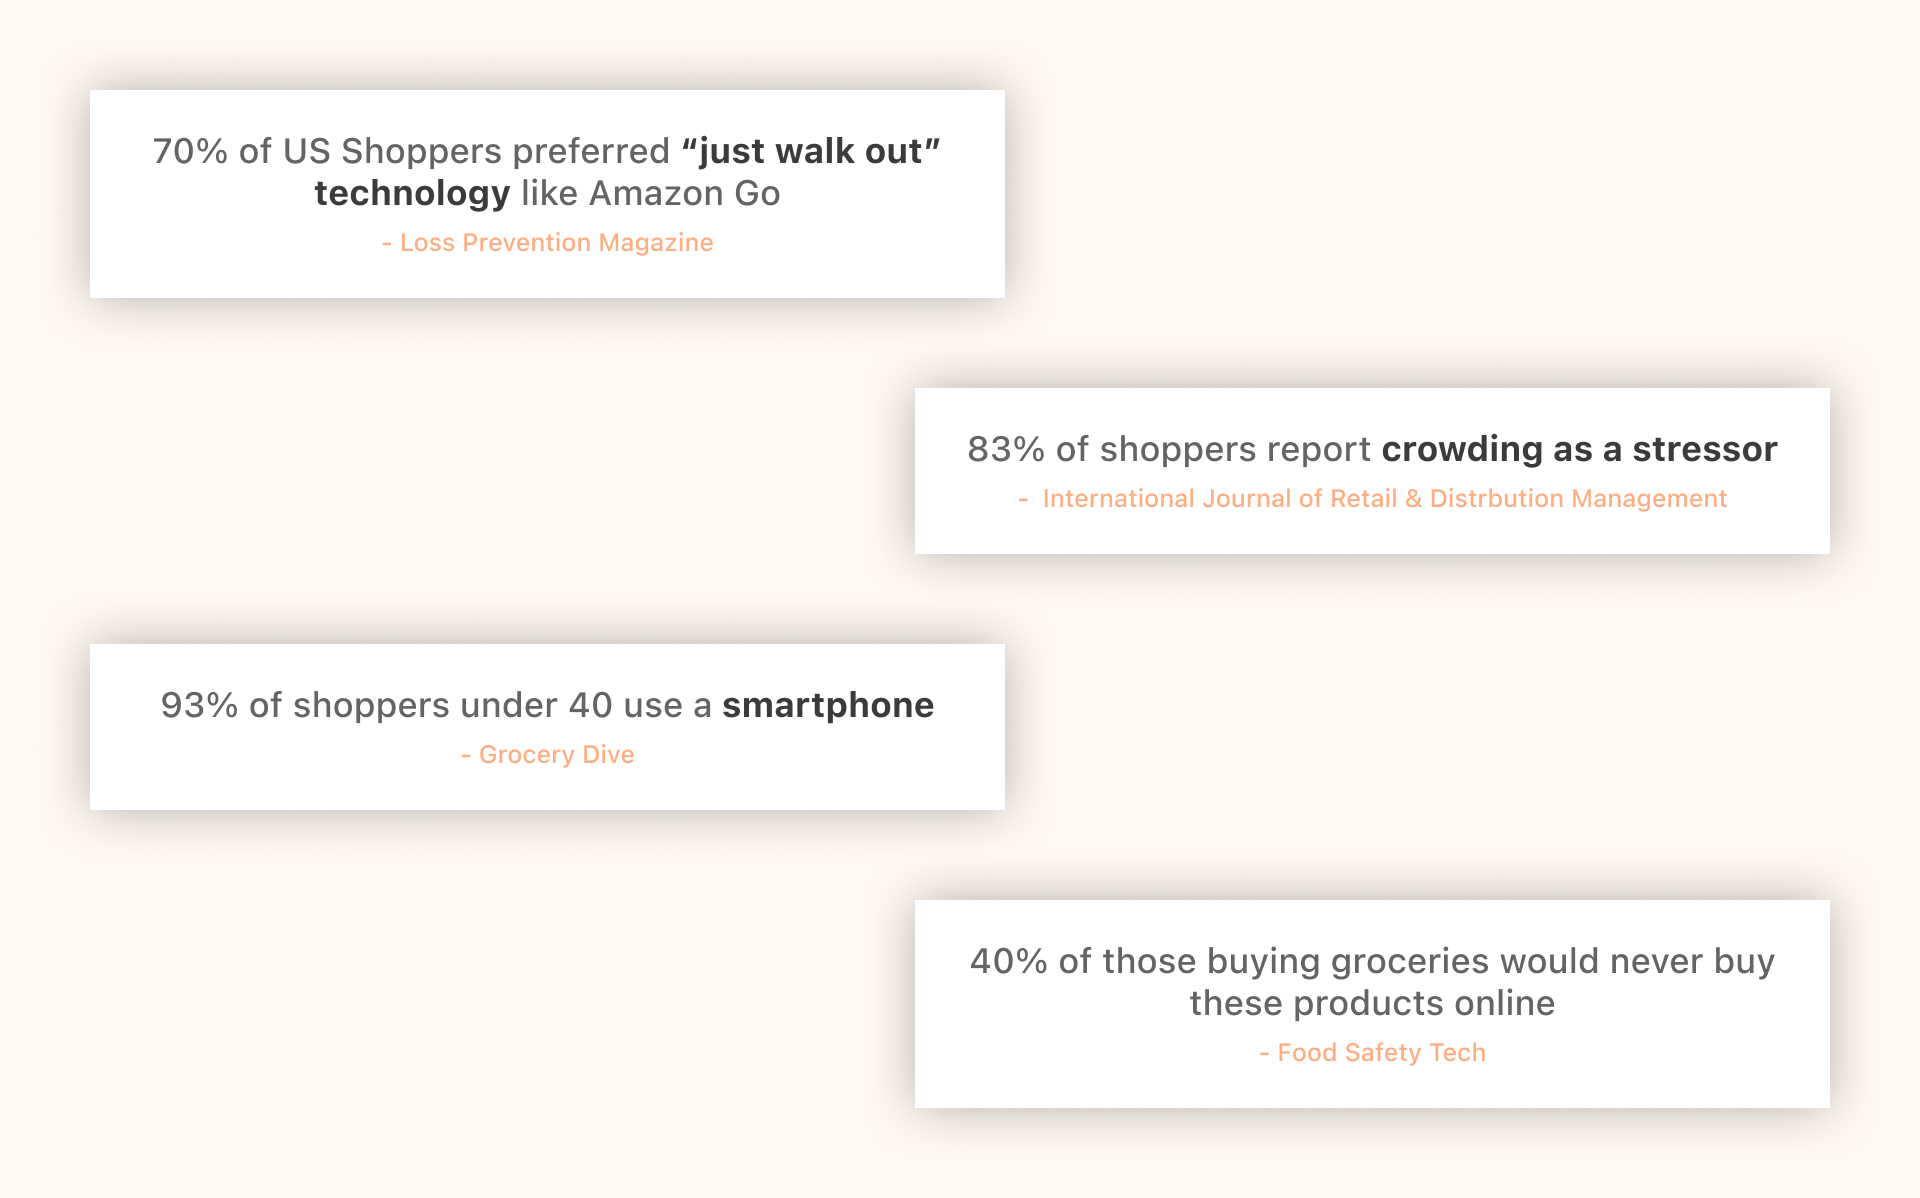 70% of US Shoppers preferred “just walk out”
technology like Amazon Go
- Loss Prevention Magazine
83% of shoppers report crowding as a stressor
- International Journal of Retail & Distrbution Management
93% of shoppers under 40 use a smartphone
- Grocery Dive
40% of those buying groceries would never buy
these products online
- Food Safety Tech